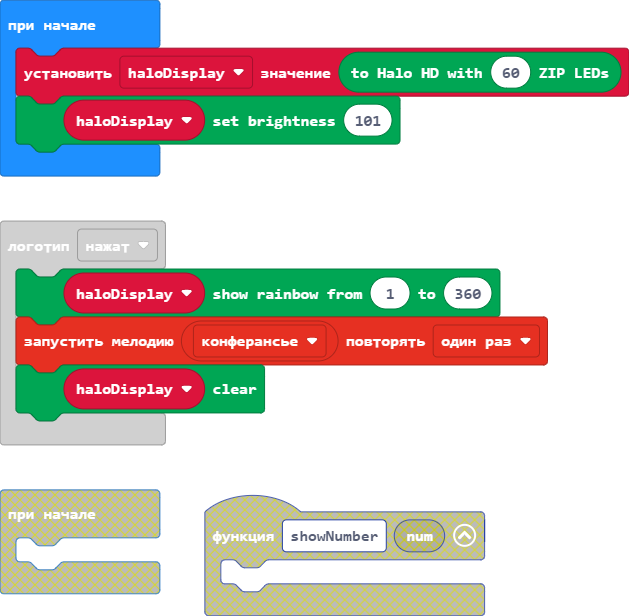 при начале
установить haloDisplay значение to Halo HD with 60 ZIP LEDs
haloDisplay set brightness 101
логотип нажат
haloDisplay show rainbow from 1 to 360
запустить мелодию конферансье повторять один раз
haloDisplay clear
при начале
функция showNumber num